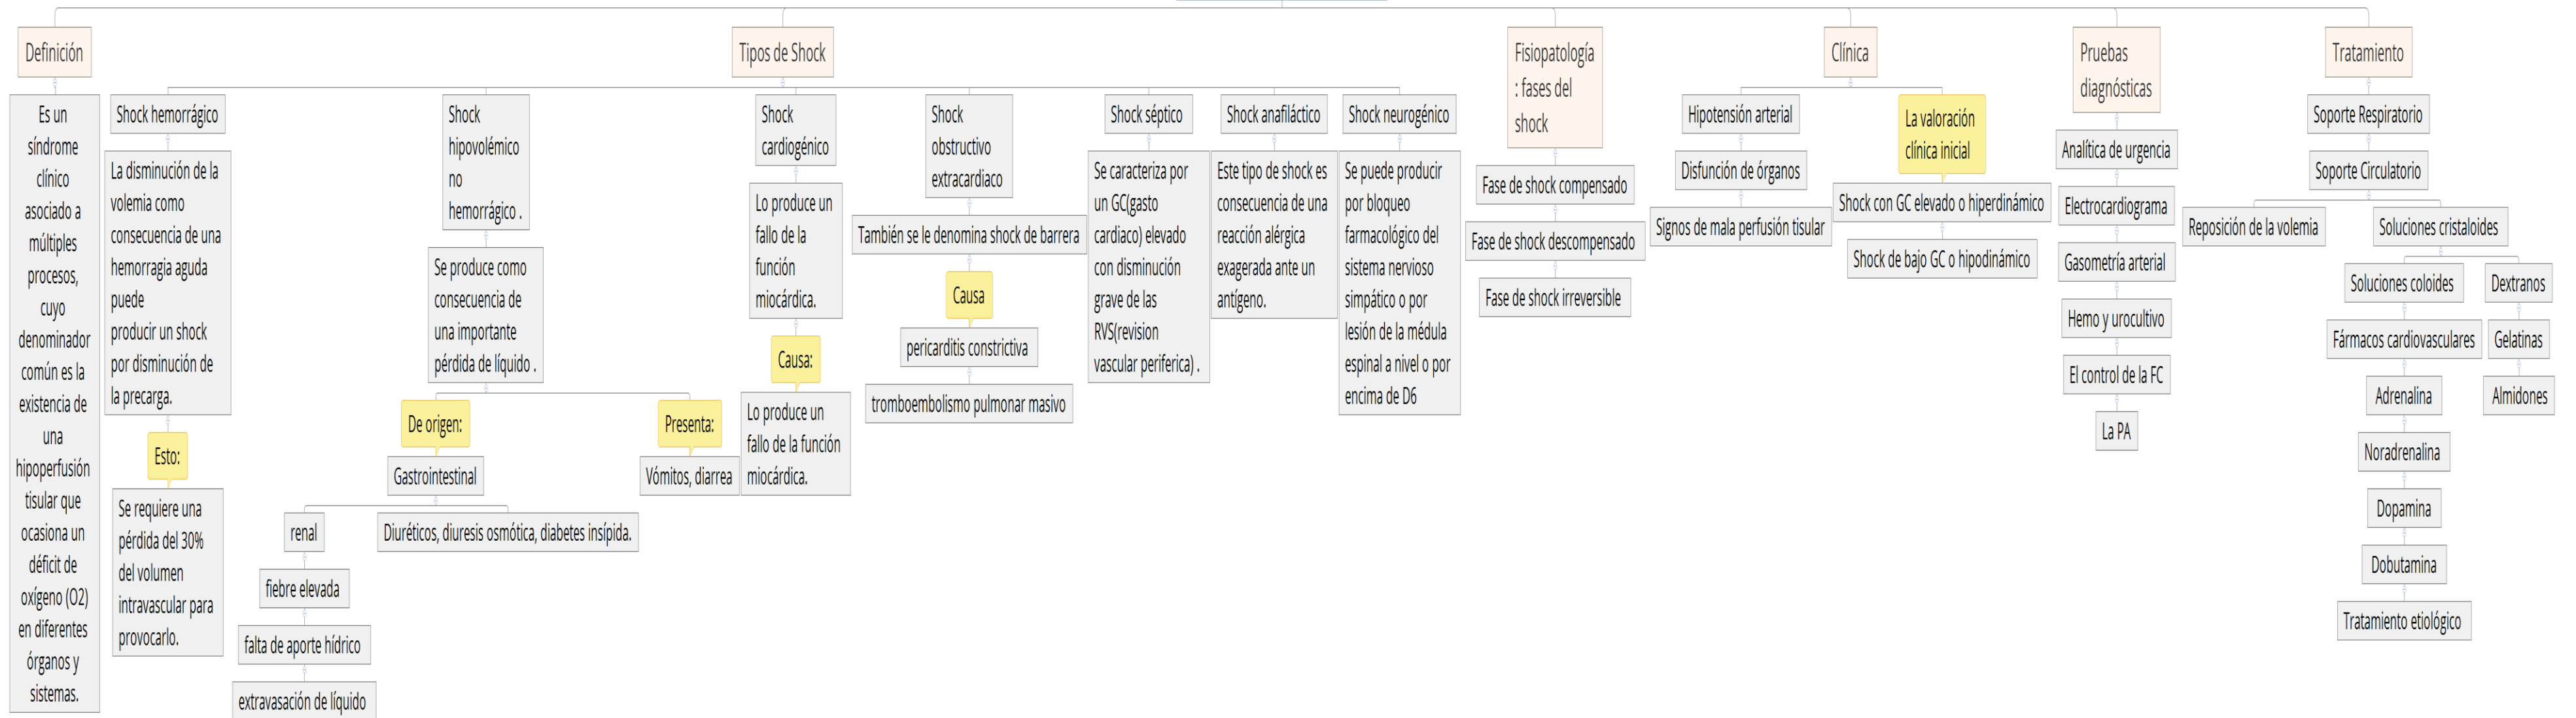 Definición
Es un
síndrome
clínico
asociado a
múltiples
procesos,
cuyo
denominador
común es la
existencia de
una
hipoperfusión
tisular que
ocasiona un
déficit de
oxígeno (O2)
en diferentes
órganos y
sistemas.
Tipos de Shock
Shock hemorrágico
La disminución de la
volemia como
consecuencia de una
hemorragia aguda
puede
producir un shock
por disminución de
la precarga.
Esto:
Se requiere una
pérdida del 30%
del volumen
intravascular para
provocarlo.
Shock
hipovolémico
no
hemorrágico .
Se produce como
consecuencia de
una importante
pérdida de líquido .
De origen:
Gastrointestinal
renal
fiebre elevada
falta de aporte hídrico
extravasación de líquido
Diuréticos, diuresis osmótica, diabetes insípida.
Presenta:
Vómitos, diarrea
Shock
cardiogénico
Lo produce un
fallo de la
función
miocárdica.
Causa:
Lo produce un
fallo de la función
miocárdica.
Shock
obstructivo
extracardiaco
También se le denomina shock de barrera
Causa
pericarditis constrictiva
tromboembolismo pulmonar masivo
Shock séptico
Se caracteriza por
un GC(gasto
cardiaco) elevado
con disminución
grave de las
RVS(revision
vascular periferica) .
Shock anafiláctico
Este tipo de shock es
consecuencia de una
reacción alérgica
exagerada ante un
antígeno.
Shock neurogénico
Se puede producir
por bloqueo
farmacológico del
sistema nervioso
simpático o por
lesión de la médula
espinal a nivel o por
encima de D6
Fisiopatología
: fases del
shock
Fase de shock compensado
Fase de shock descompensado
Fase de shock irreversible
Clínica
Hipotensión arterial
Disfunción de órganos
Signos de mala perfusión tisular
La valoración
clínica inicial
Shock con GC elevado o hiperdinámico
Shock de bajo GC o hipodinámico
Pruebas
diagnósticas
Analítica de urgencia
Electrocardiograma
Gasometría arterial
Hemo y urocultivo
El control de la FC
La PA
Tratamiento
Soporte Respiratorio
Soporte Circulatorio
Reposición de la volemia
Soluciones cristaloides
Soluciones coloides
Fármacos cardiovasculares
Adrenalina
Noradrenalina
Dopamina
Dobutamina
Tratamiento etiológico
Dextranos
Gelatinas
Almidones